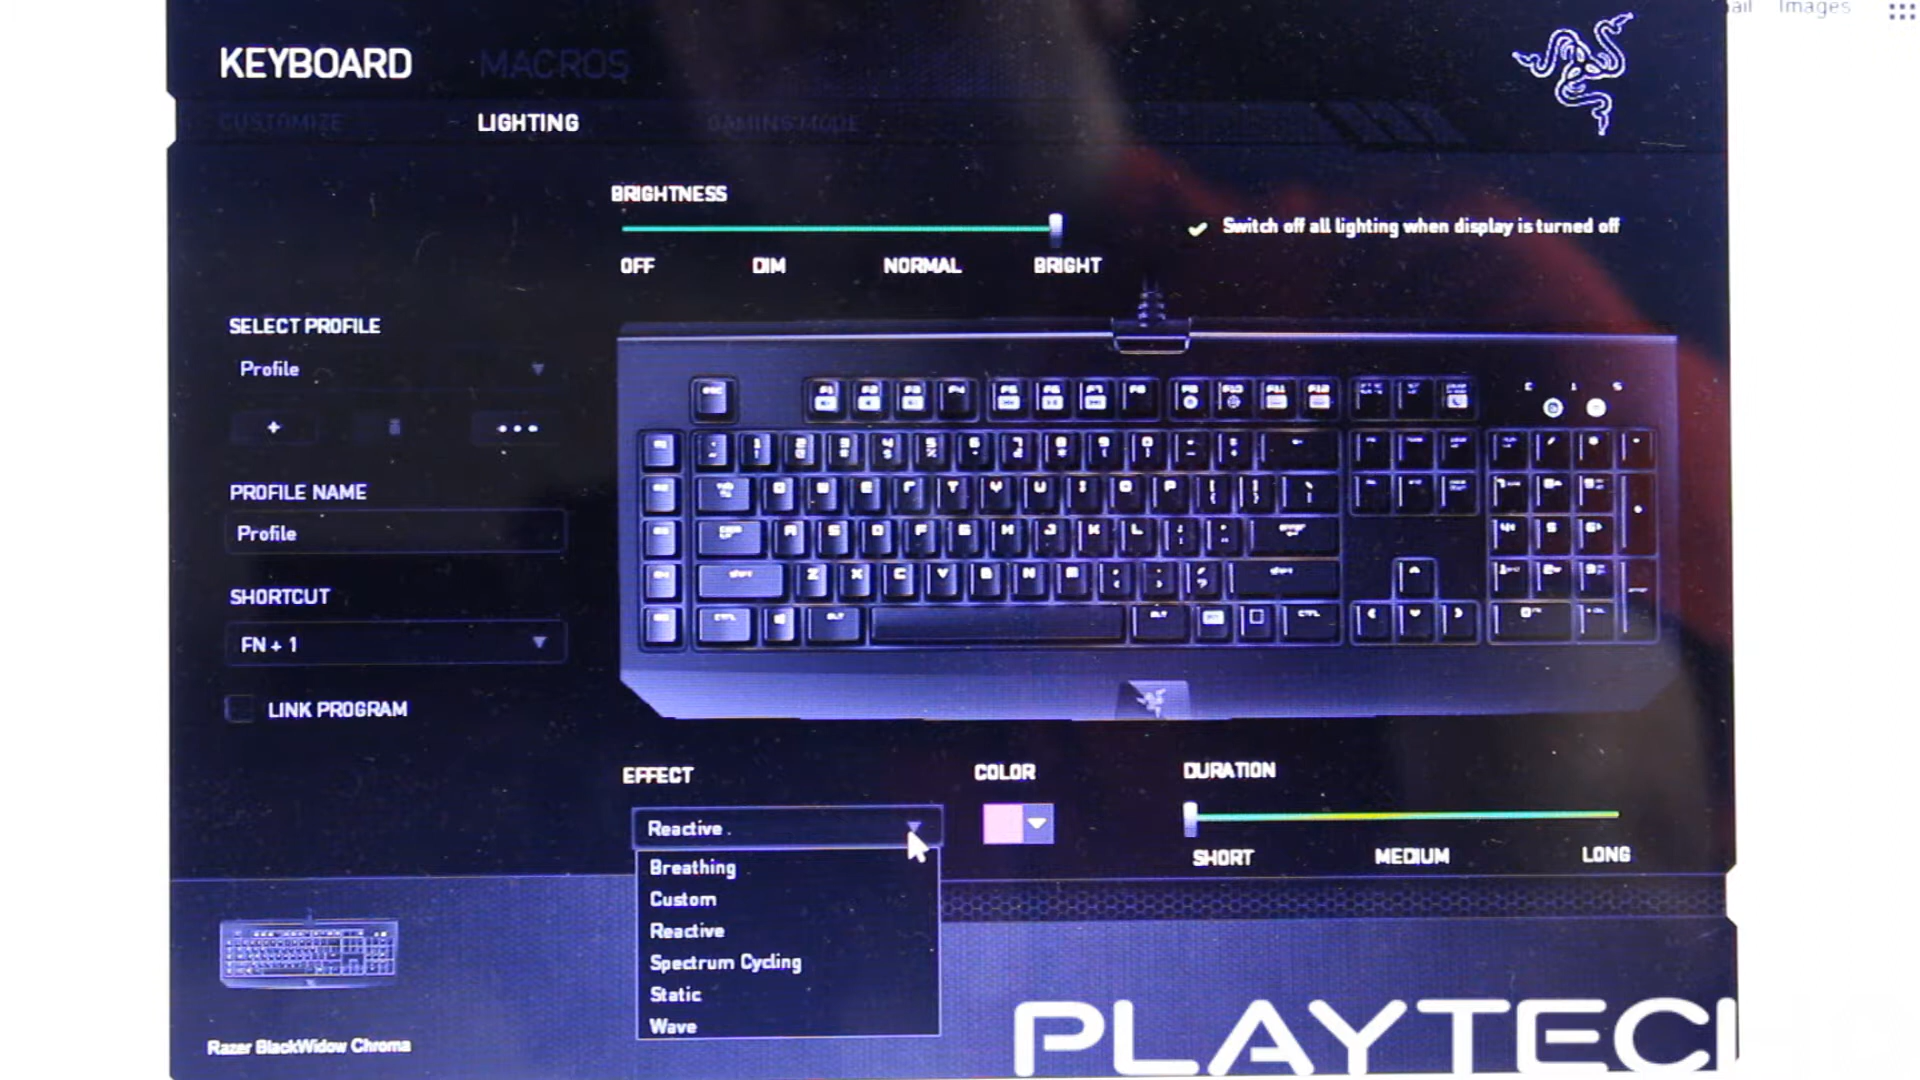 Images
KEYBOARD
MACROS
CUSTOMIZE
LIGHTING
GAMING MODE
BRIGHTNESS
Switch off all lighting when display is turned off
OFF
DIM
NORMAL
BRIGHT
SELECT PROFILE
Profile
PROFILE NAME
Profile
SHORTCUT
FN + 1
LINK PROGRAM
EFFECT
COLOR
DURATION
Reactive
Breathing
Custom
Reactive
Spectrum Cycling
Static
Wave
SHORT
MEDIUM
LONG
Razer BlackWidow Chroma
PLAYTECH